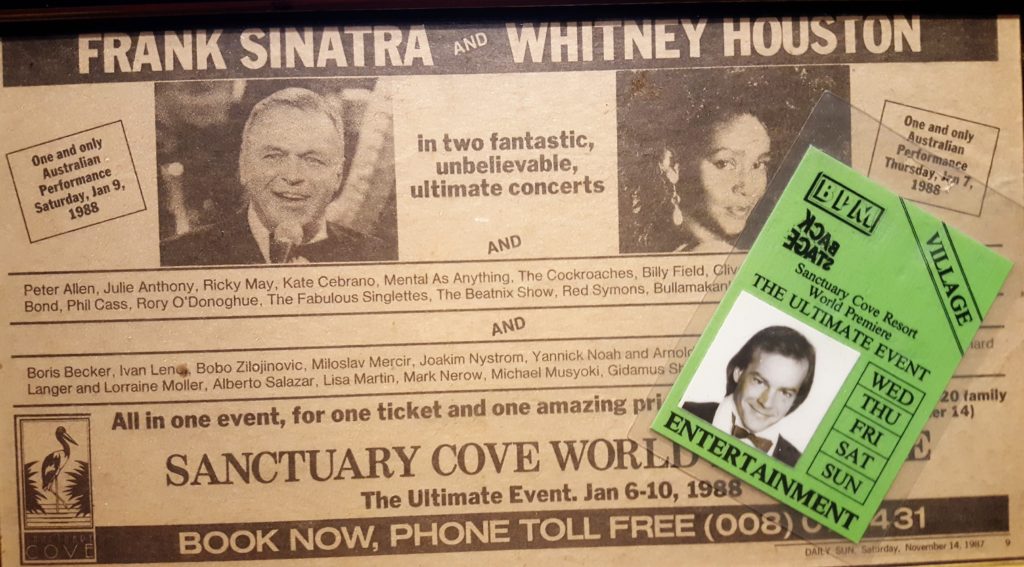 FRANK SINATRA AND WHITNEY HOUSTON
One and only
Australian
Performance
Saturday, Jan 9,
1988
in two fantastic,
unbelievable,
ultimate concerts
One and only
Australian
Performance
Thursday, Jan 7,
1988
AND
Peter Allen, Julie Anthony, Ricky May, Kate Cebrano, Mental As Anything, The Cockroaches, Billy Field,
Bond, Phil Cass, Rory O'Donoghue, The Fabulous Singlettes, The Beatnix Show, Red Symons,
AND
Boris Becker, Ivan Bobo Zilojinovic, Miloslav Mercir, Joakim Nystrom, Yannick Noah and
Langer and Lorraine Moller, Alberto Salazar, Lisa Martin, Mark Nerow, Michael Musyoki, Gidamus
20 family
14)
All in one event, for one ticket and one amazing
SANCTUARY COVE
The Ultimate Event. Jan 6-10, 1988
COVE
BOOK NOW, PHONE TOLL FREE (008)
DAILY SUN, Saturday, November 14, 1987 9
BACK
STAGE
VILLAGE
Sanctuary Cove Resort
World Premiere
THE ULTIMATE EVENT
WED
THU
FRI
SAT
SUN
ENTERTAINMENT